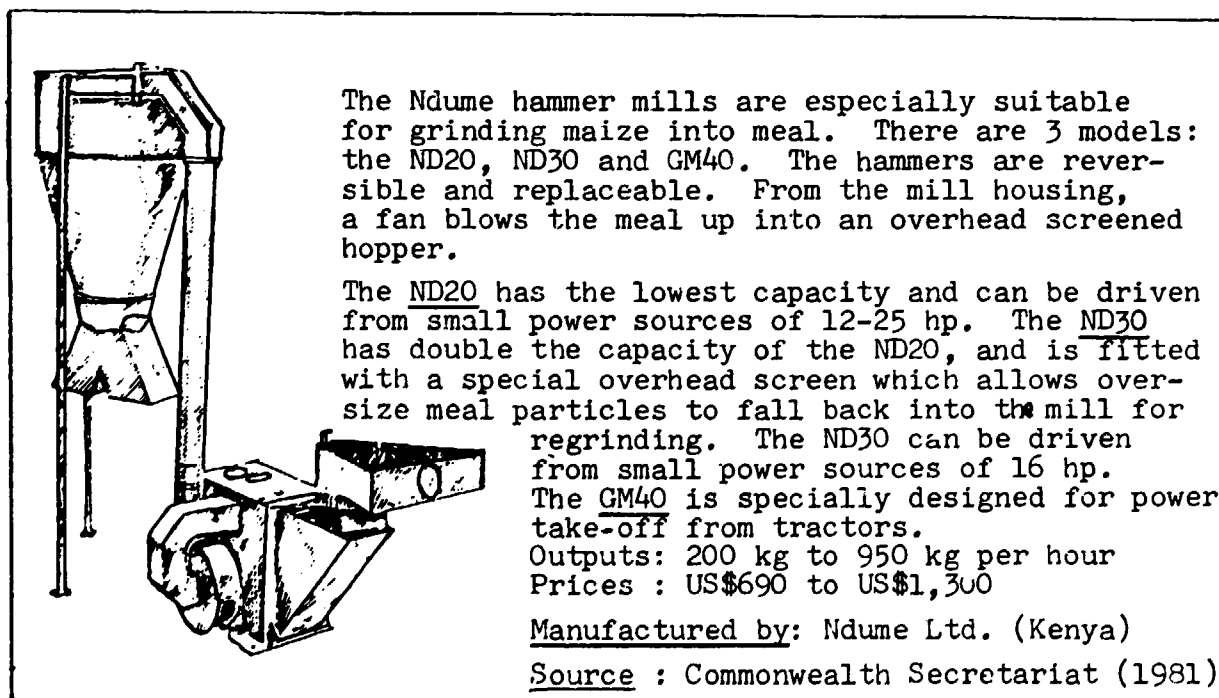 The Ndume hammer mills are especially suitable
for grinding maize into meal. There are 3 models:
the ND20, ND30 and GM40. The hammers are rever-
sible and replaceable. From the mill housing,
a fan blows the meal up into an overhead screened
hopper.
The ND20 has the lowest capacity and can be driven
from small power sources of 12-25 hp. The ND30
has double the capacity of the ND20, and is fitted
with a special overhead screen which allows over-
size meal particles to fall back into the mill for
regrinding. The ND30 can be driven
from small power sources of 16 hp.
The GM40 is specially designed for power
take-off from tractors.
Outputs: 200 kg to 950 kg per hour
Prices : US$690 to US$1,300
Manufactured by: Ndume Ltd. (Kenya)
Source : Commonwealth Secretariat (1981)